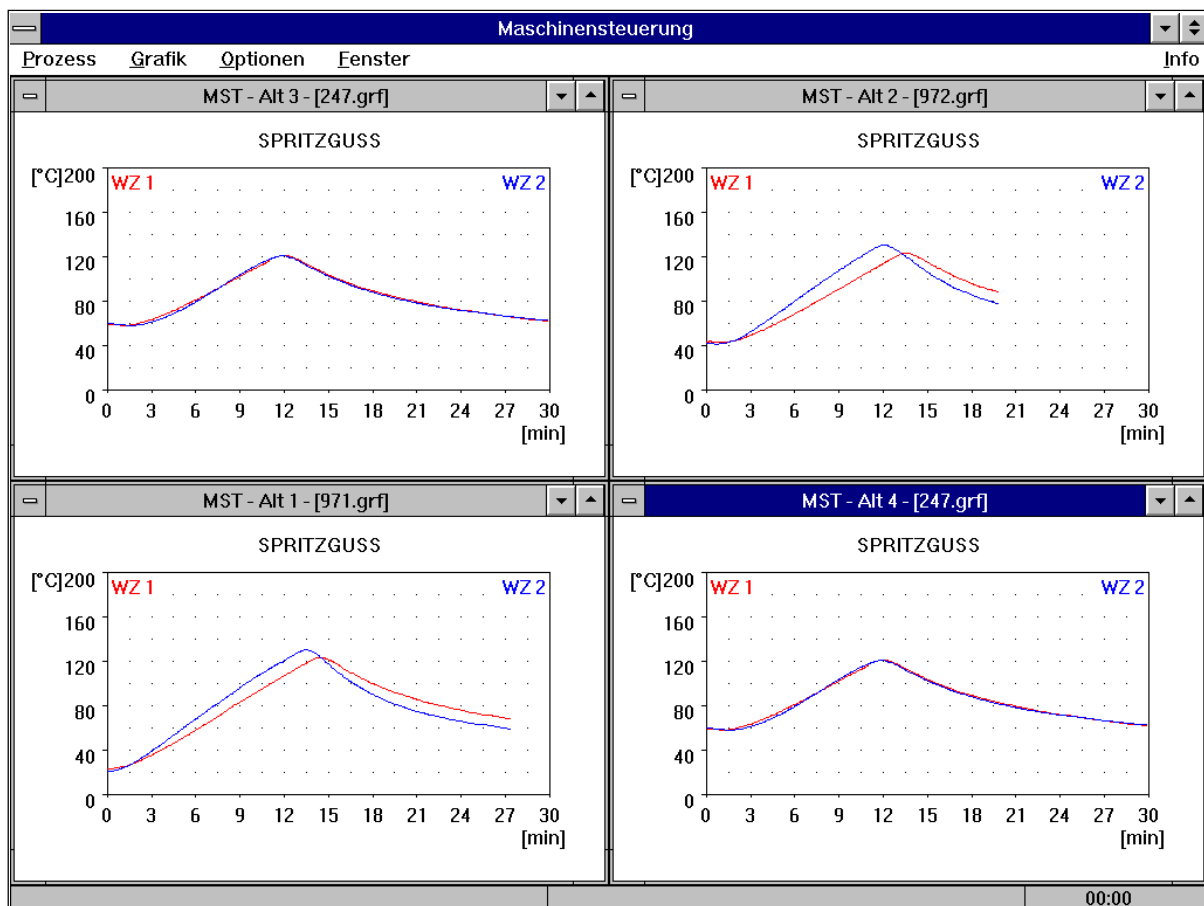 Maschinensteuerung
Prozess Grafik Optionen Fenster Info
MST - Alt 3 - [247.grf]
SPRITZGUSS
[°C]200
WZ 1 WZ 2
160
120
80
40
0
0 3 6 9 12 15 18 21 24 27 30
[min]
MST - Alt 2 - [972.grf]
SPRITZGUSS
[°C]200
WZ 1 WZ 2
160
120
80
40
0
0 3 6 9 12 15 18 21 24 27 30
[min]
MST - Alt 1 - [971.grf]
SPRITZGUSS
[°C]200
WZ 1 WZ 2
160
120
80
40
0
0 3 6 9 12 15 18 21 24 27 30
[min]
MST - Alt 4 - [247.grf]
SPRITZGUSS
[°C]200
WZ 1 WZ 2
160
120
80
40
0
0 3 6 9 12 15 18 21 24 27 30
[min]
00:00